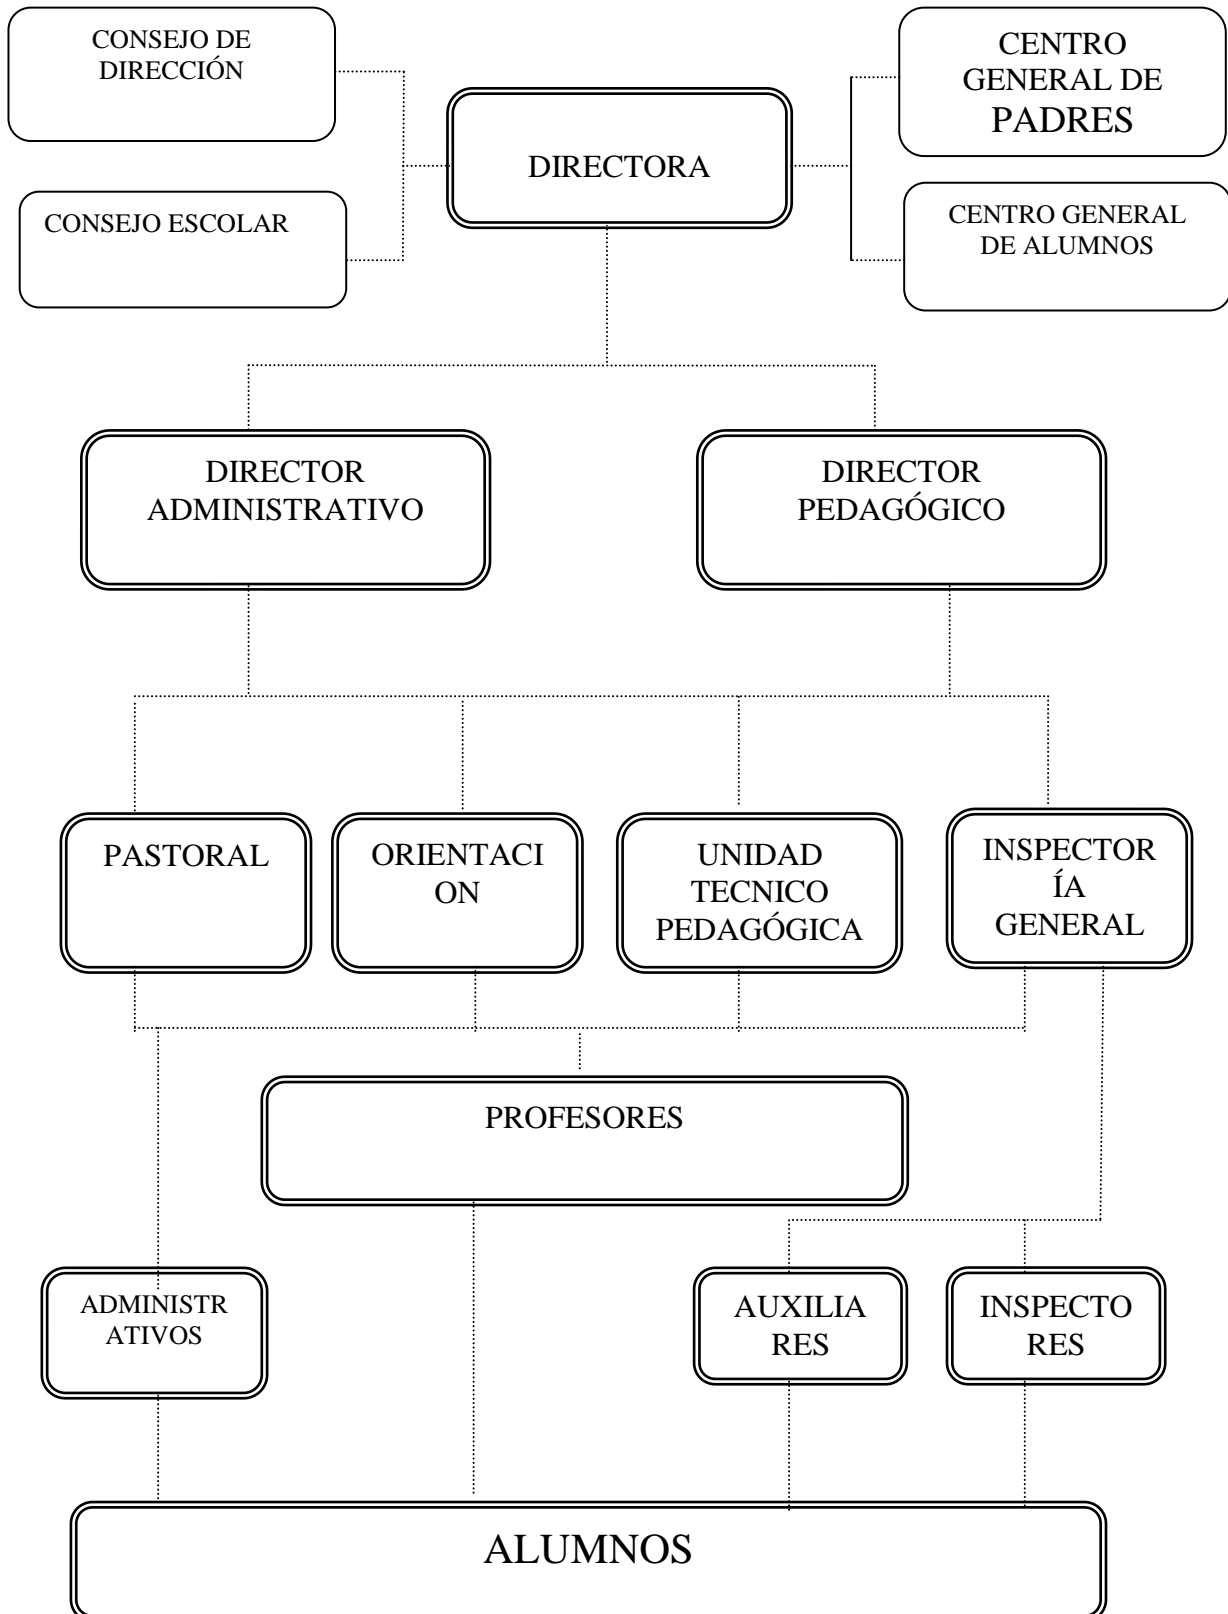 CONSEJO DE
DIRECCIÓN
CENTRO
GENERAL DE
PADRES
DIRECTORA
CONSEJO ESCOLAR
CENTRO GENERAL
DE ALUMNOS
DIRECTOR
ADMINISTRATIVO
DIRECTOR
PEDAGÓGICO
PASTORAL
ORIENTACI
ON
UNIDAD
TECNICO
PEDAGÓGICA
INSPECTOR
ÍA
GENERAL
PROFESORES
ADMINISTR
ATIVOS
AUXILIA
RES
INSPECTO
RES
ALUMNOS